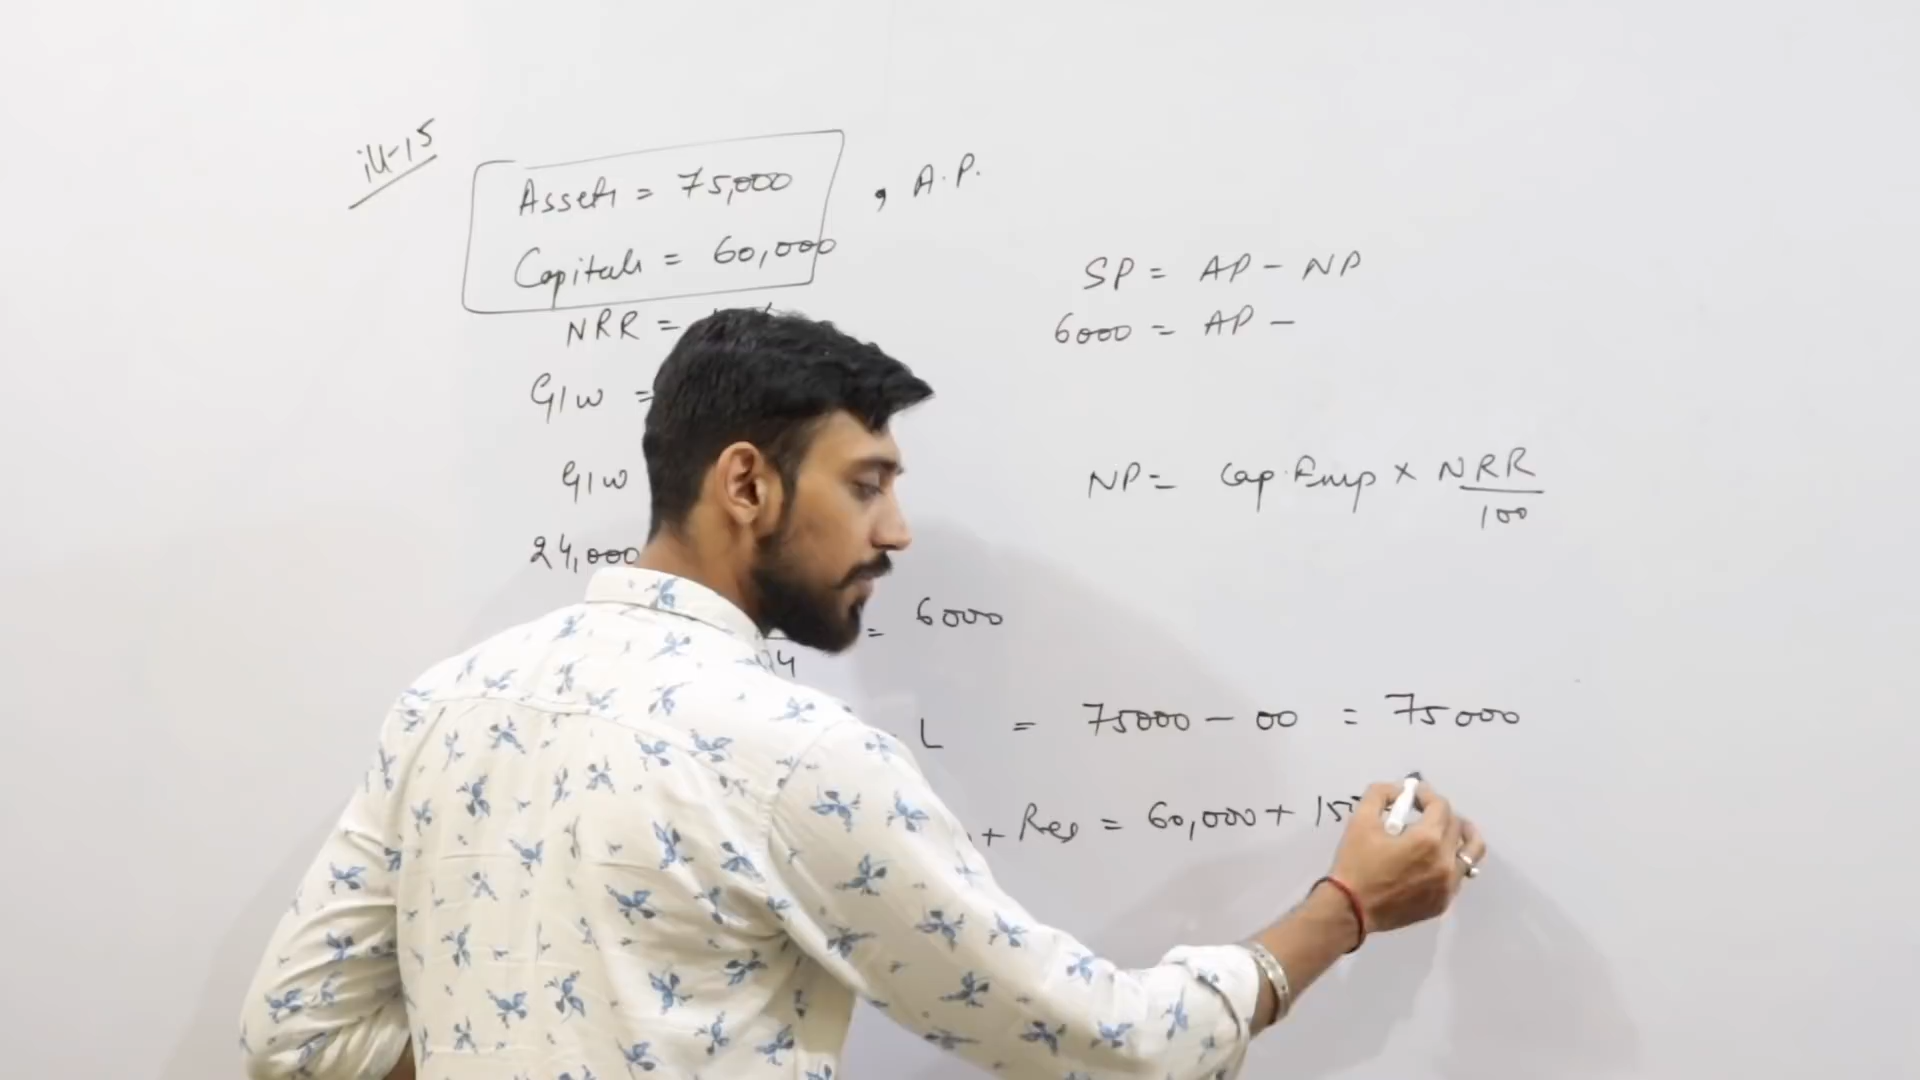 ill-15
Assets = 75,000 , A.P.
Capitals = 60,000
NRR =
G/w =
G/w
24,000
4 = 6000
SP = AP - NP
6000 = AP -
NP = Cap. Emp × NRR
100
L = 75000 - 00 = 75000
+ Res = 60,000 + 15